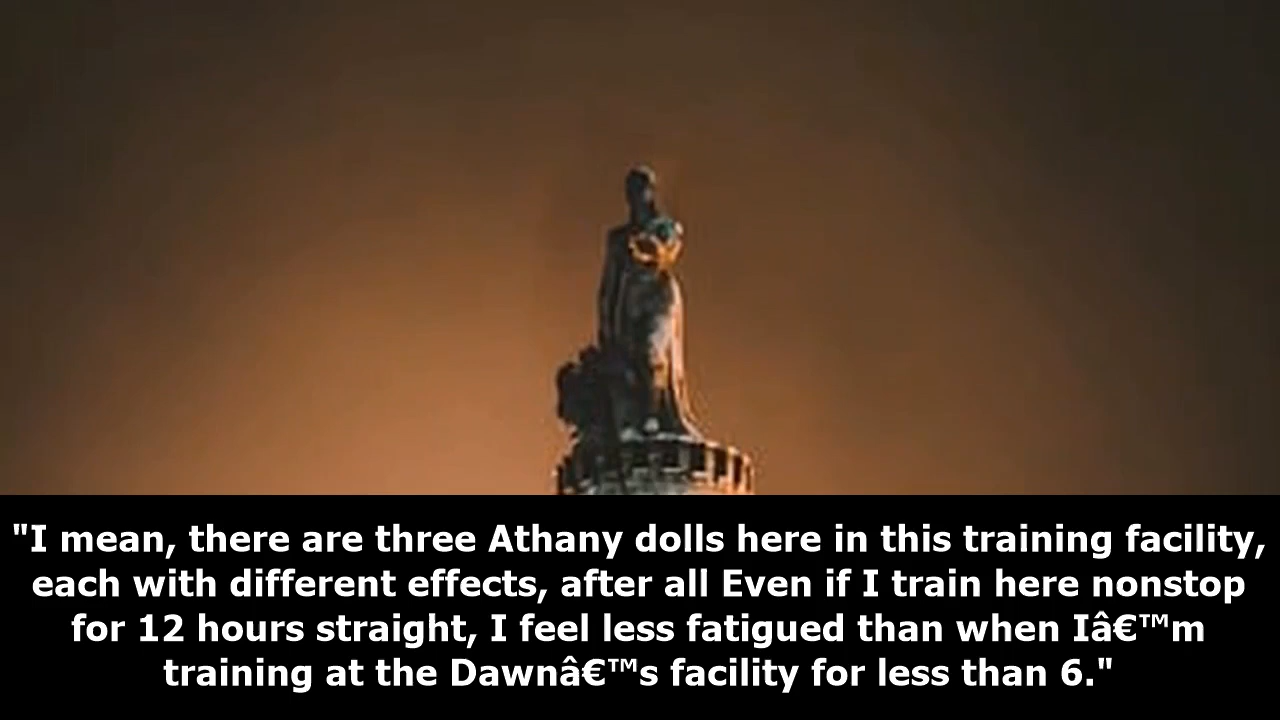 "I mean, there are three Athany dolls here in this training facility,
each with different effects, after all Even if I train here nonstop
for 12 hours straight, I feel less fatigued than when Iâ€™m
training at the Dawnâ€™s facility for less than 6."